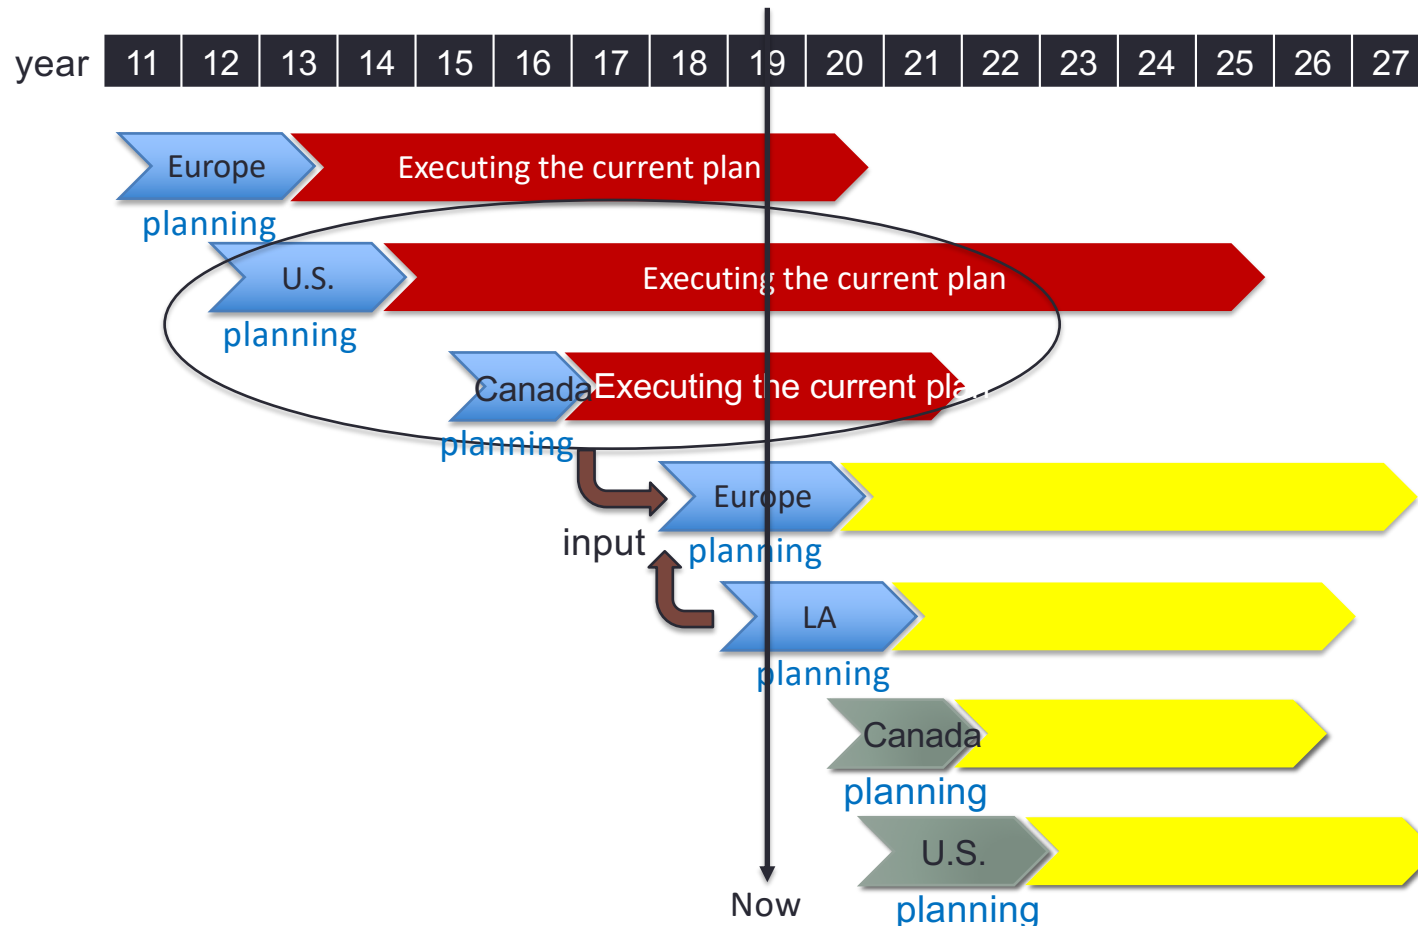 year 11 12 13 14 15 16 17 18 19 20 21 22 23 24 25 26 27
Europe Executing the current plan
planning
U.S. Executing the current plan
planning
Canada Executing the current plan
planning
Europe
input planning
LA
planning
Canada
planning
U.S.
Now planning